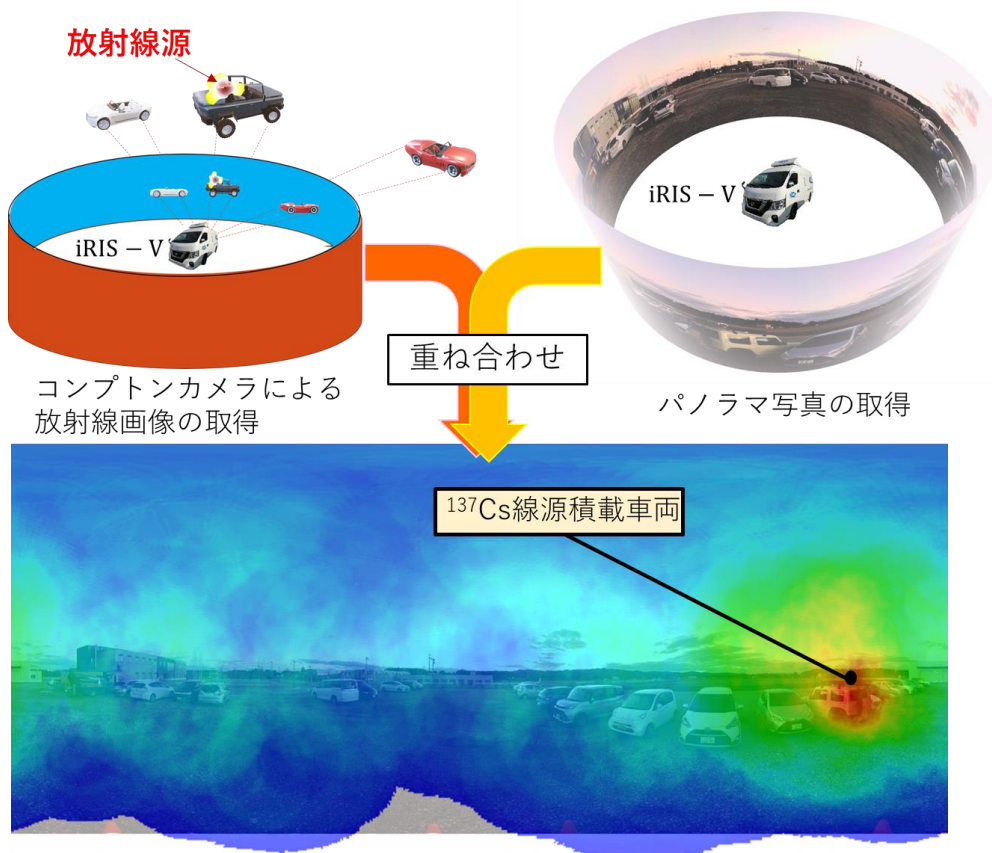 放射線源
iRIS－V
iRIS－V
重ね合わせ
コンプトンカメラによる
放射線画像の取得
パノラマ写真の取得
¹³⁷Cs線源積載車両